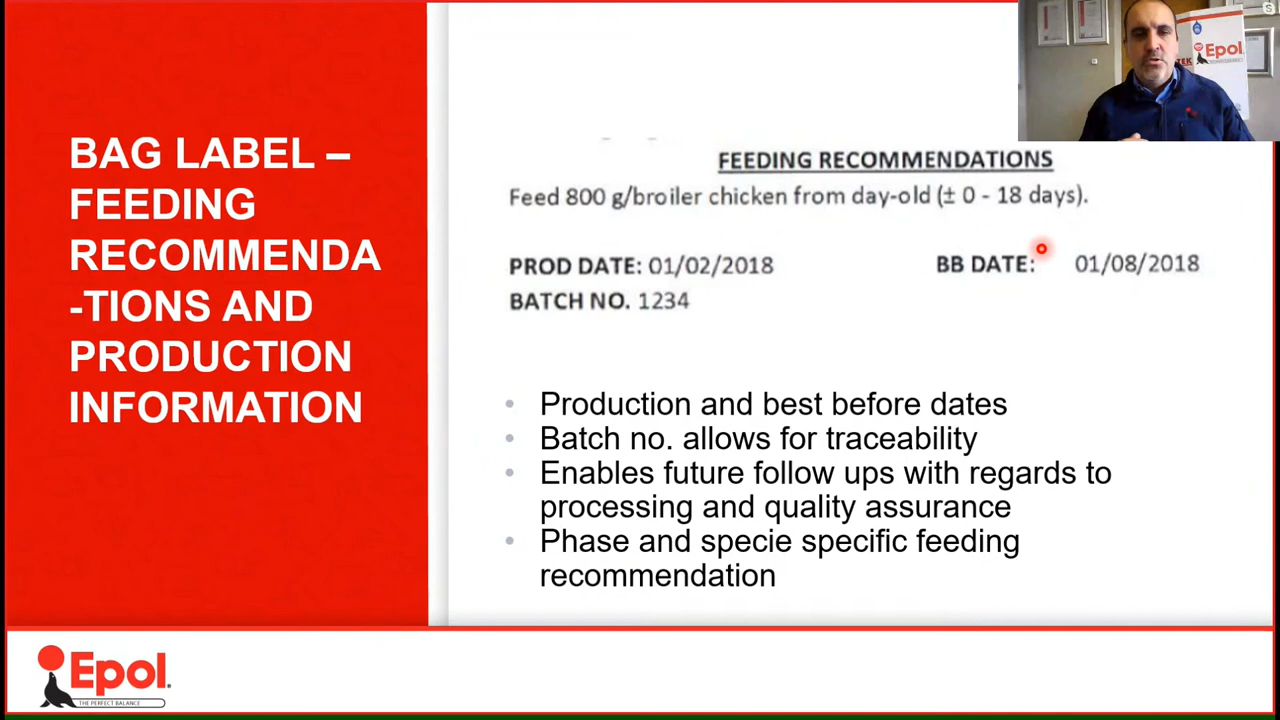 BAG LABEL –
FEEDING
RECOMMENDA
-TIONS AND
PRODUCTION
INFORMATION
Epol
FEEDING RECOMMENDATIONS
Feed 800 g/broiler chicken from day-old (± 0 - 18 days).
PROD DATE: 01/02/2018 BB DATE: 01/08/2018
BATCH NO. 1234
• Production and best before dates
• Batch no. allows for traceability
• Enables future follow ups with regards to
processing and quality assurance
• Phase and specie specific feeding
recommendation
Epol
THE PERFECT BALANCE